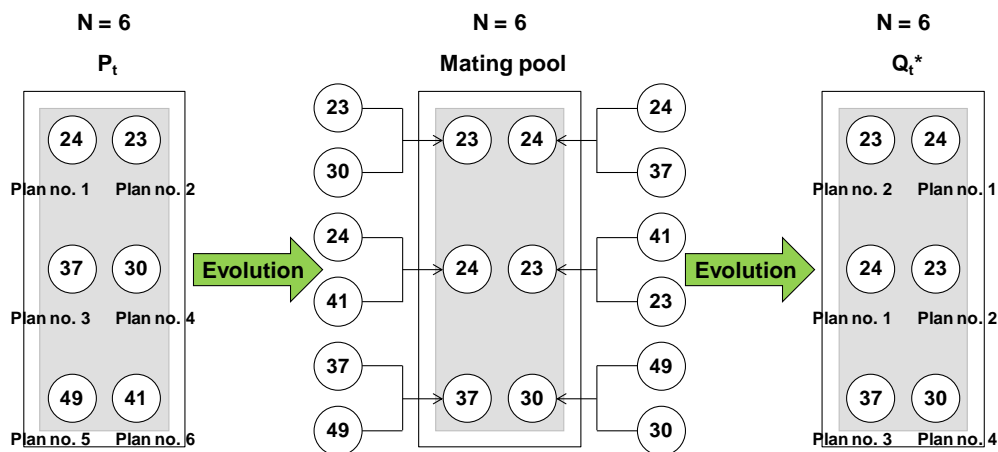 N = 6
N = 6
N = 6
Pt
Mating pool
Qt*
24 23
Plan no. 1 Plan no. 2
37 30
Plan no. 3 Plan no. 4
49 41
Plan no. 5 Plan no. 6
Evolution
23
30
24
41
37
49
23 24
24 23
37 30
24
37
41
23
49
30
Evolution
23 24
Plan no. 2 Plan no. 1
24 23
Plan no. 1 Plan no. 2
37 30
Plan no. 3 Plan no. 4